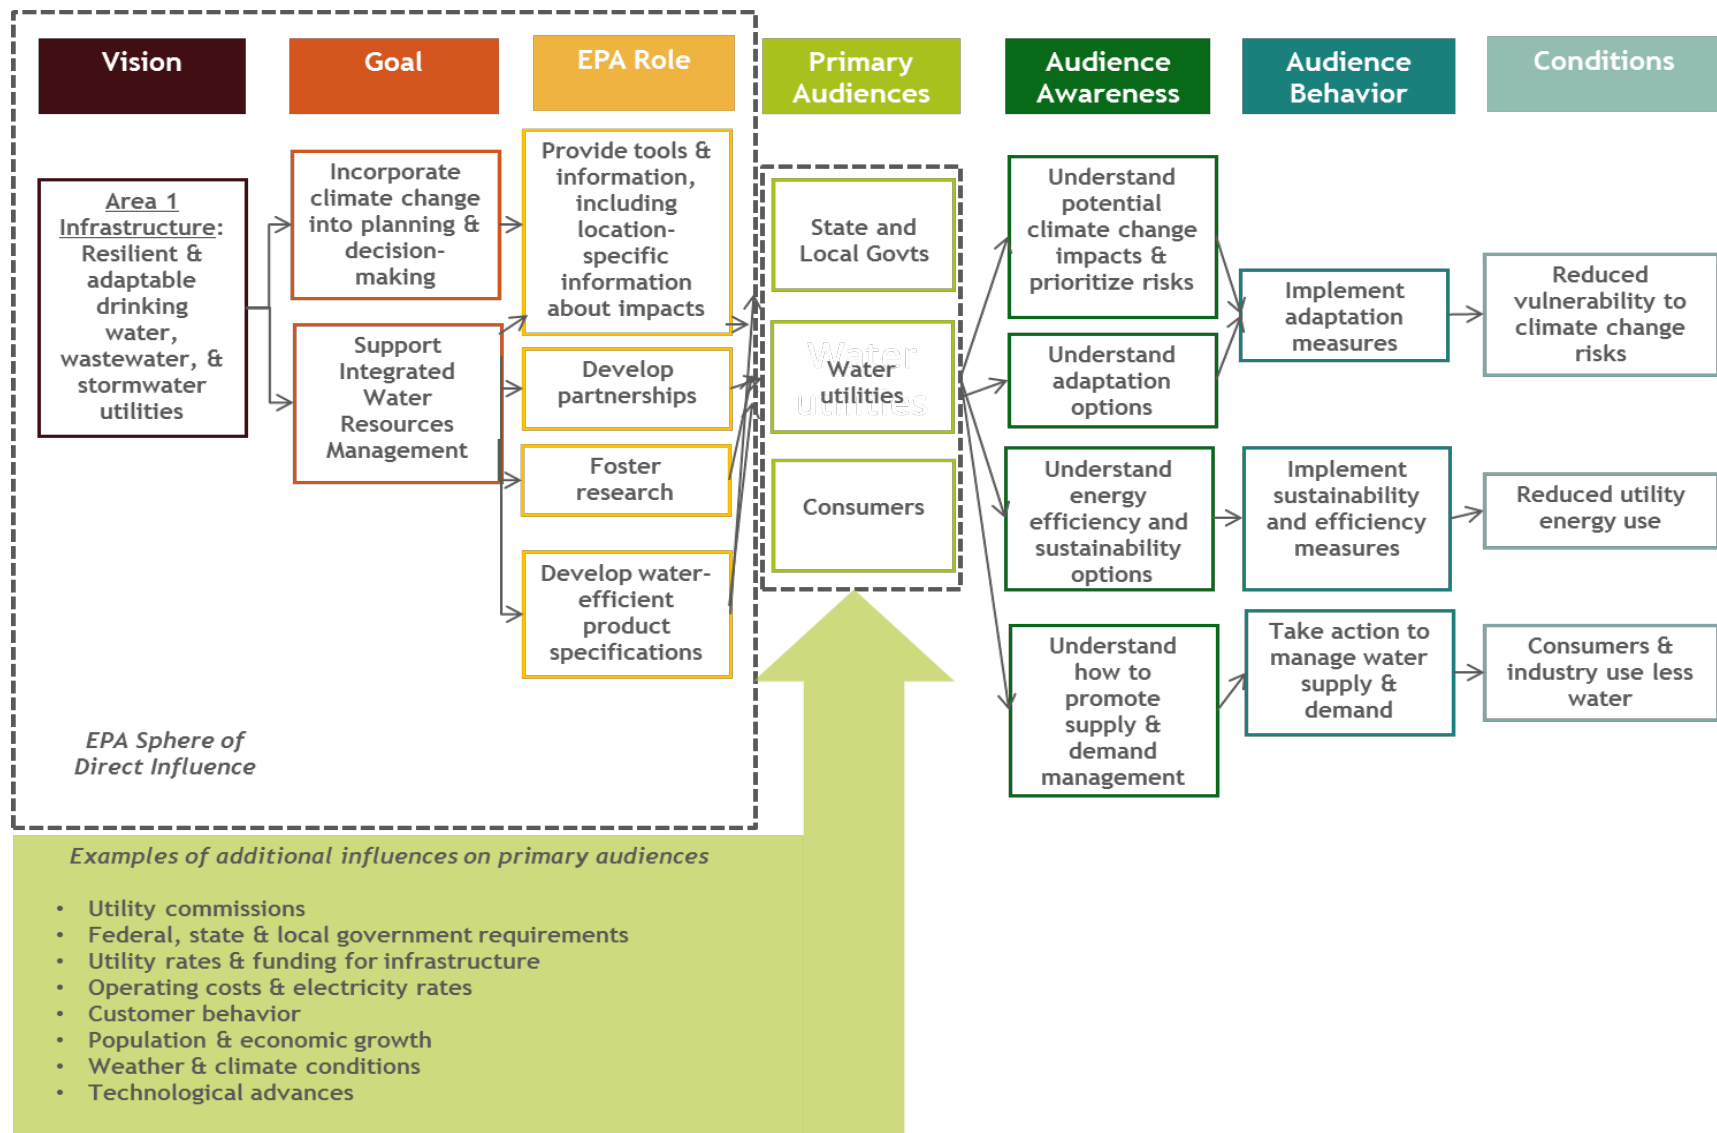 Vision
Goal
EPA Role
Primary
Audiences
Audience
Awareness
Audience
Behavior
Conditions
Area 1
Infrastructure:
Resilient &
adaptable
drinking
water,
wastewater, &
stormwater
utilities
Incorporate
climate change
into planning &
decision-
making
Support
Integrated
Water
Resources
Management
Provide tools &
information,
including
location-
specific
information
about impacts
Develop
partnerships
Foster
research
Develop water-
efficient
product
specifications
State and
Local Govts
Water
utilities
Water
utilities
Consumers
Understand
potential
climate change
impacts &
prioritize risks
Understand
adaptation
options
Understand
energy
efficiency and
sustainability
options
Understand
how to
promote
supply &
demand
management
Implement
adaptation
measures
Implement
sustainability
and efficiency
measures
Take action to
manage water
supply &
demand
Reduced
vulnerability to
climate change
risks
Reduced utility
energy use
Consumers &
industry use less
water
EPA Sphere of
Direct Influence
Examples of additional influences on primary audiences
• Utility commissions
• Federal, state & local government requirements
• Utility rates & funding for infrastructure
• Operating costs & electricity rates
• Customer behavior
• Population & economic growth
• Weather & climate conditions
• Technological advances